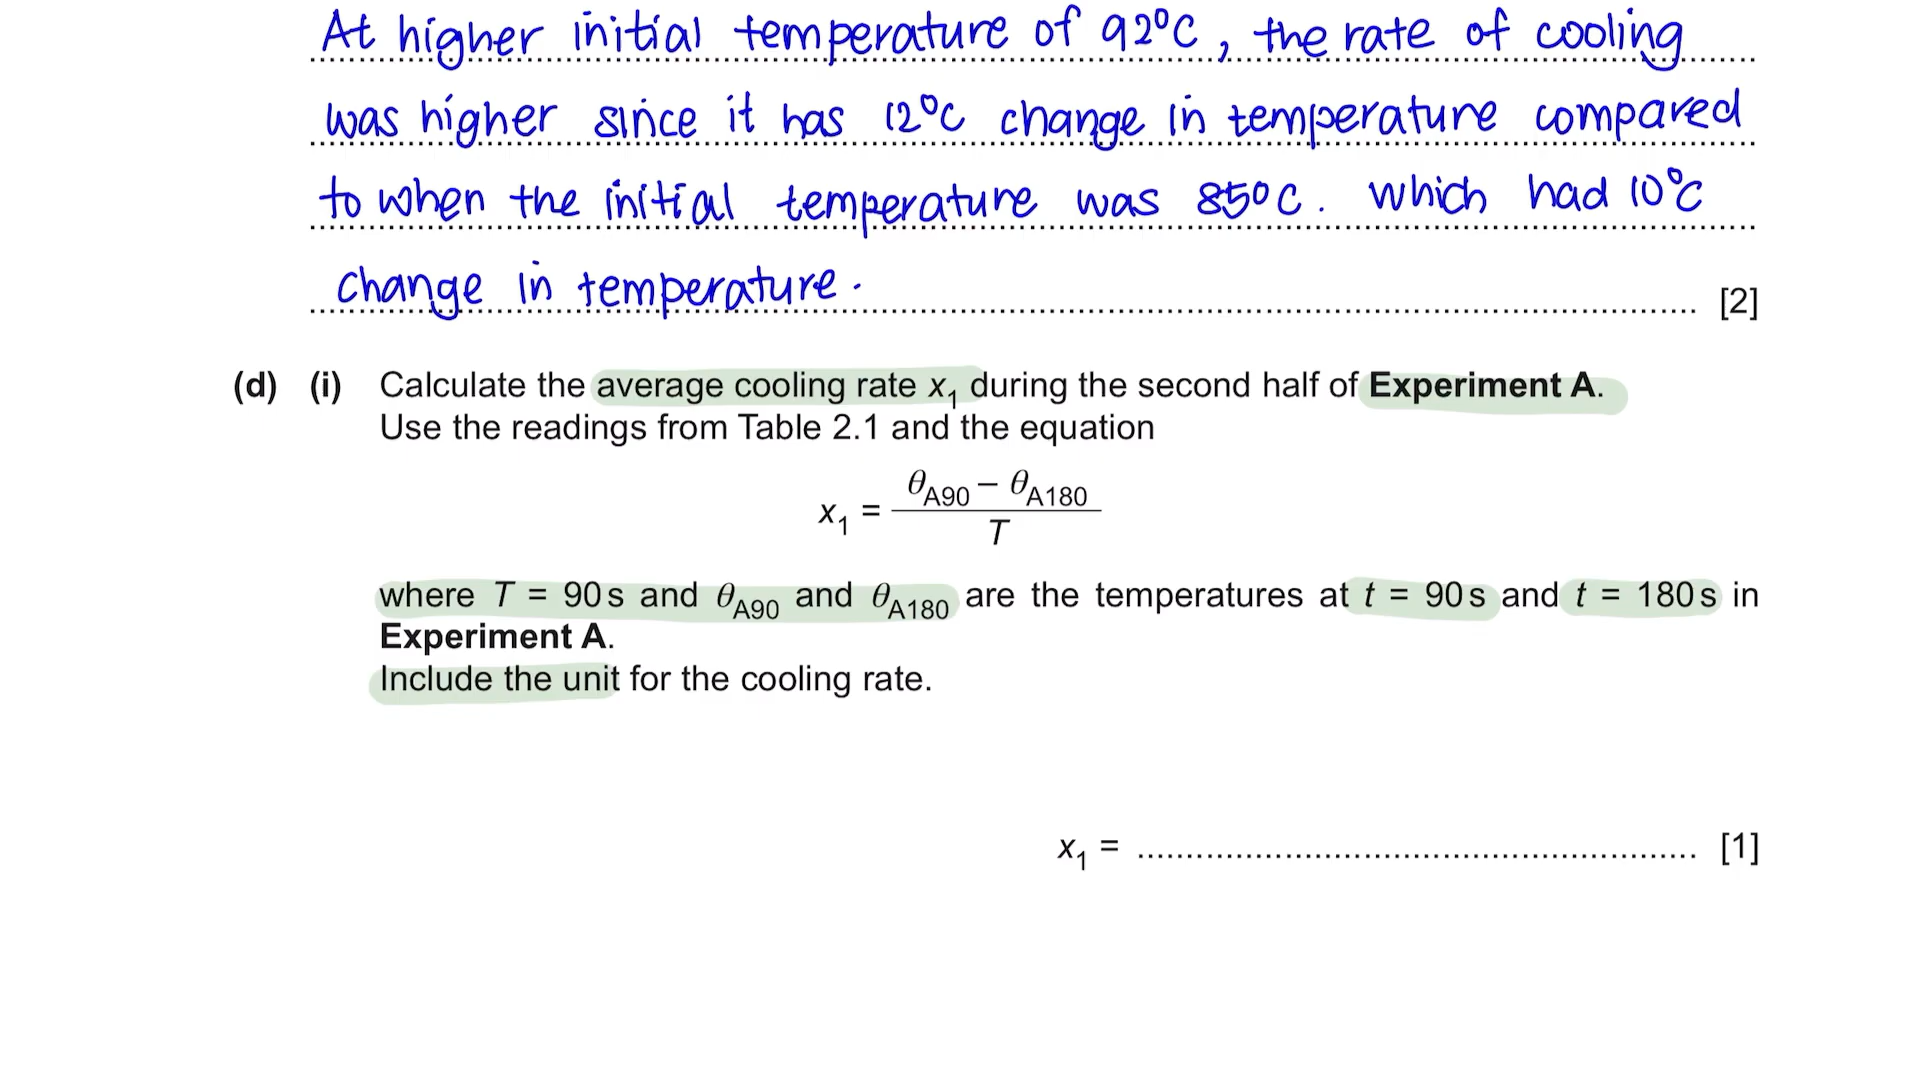 At higher initial temperature of 92°C, the rate of cooling
was higher since it has 12°C change in temperature compared
to when the initial temperature was 85°C. which had 10°C
change in temperature. [2]
(d) (i) Calculate the average cooling rate x₁ during the second half of Experiment A.
Use the readings from Table 2.1 and the equation
x₁ = (θ_A90 – θ_A180) / T
where T = 90 s and θ_A90 and θ_A180 are the temperatures at t = 90 s and t = 180 s in
Experiment A.
Include the unit for the cooling rate.
x₁ = ............................................................ [1]